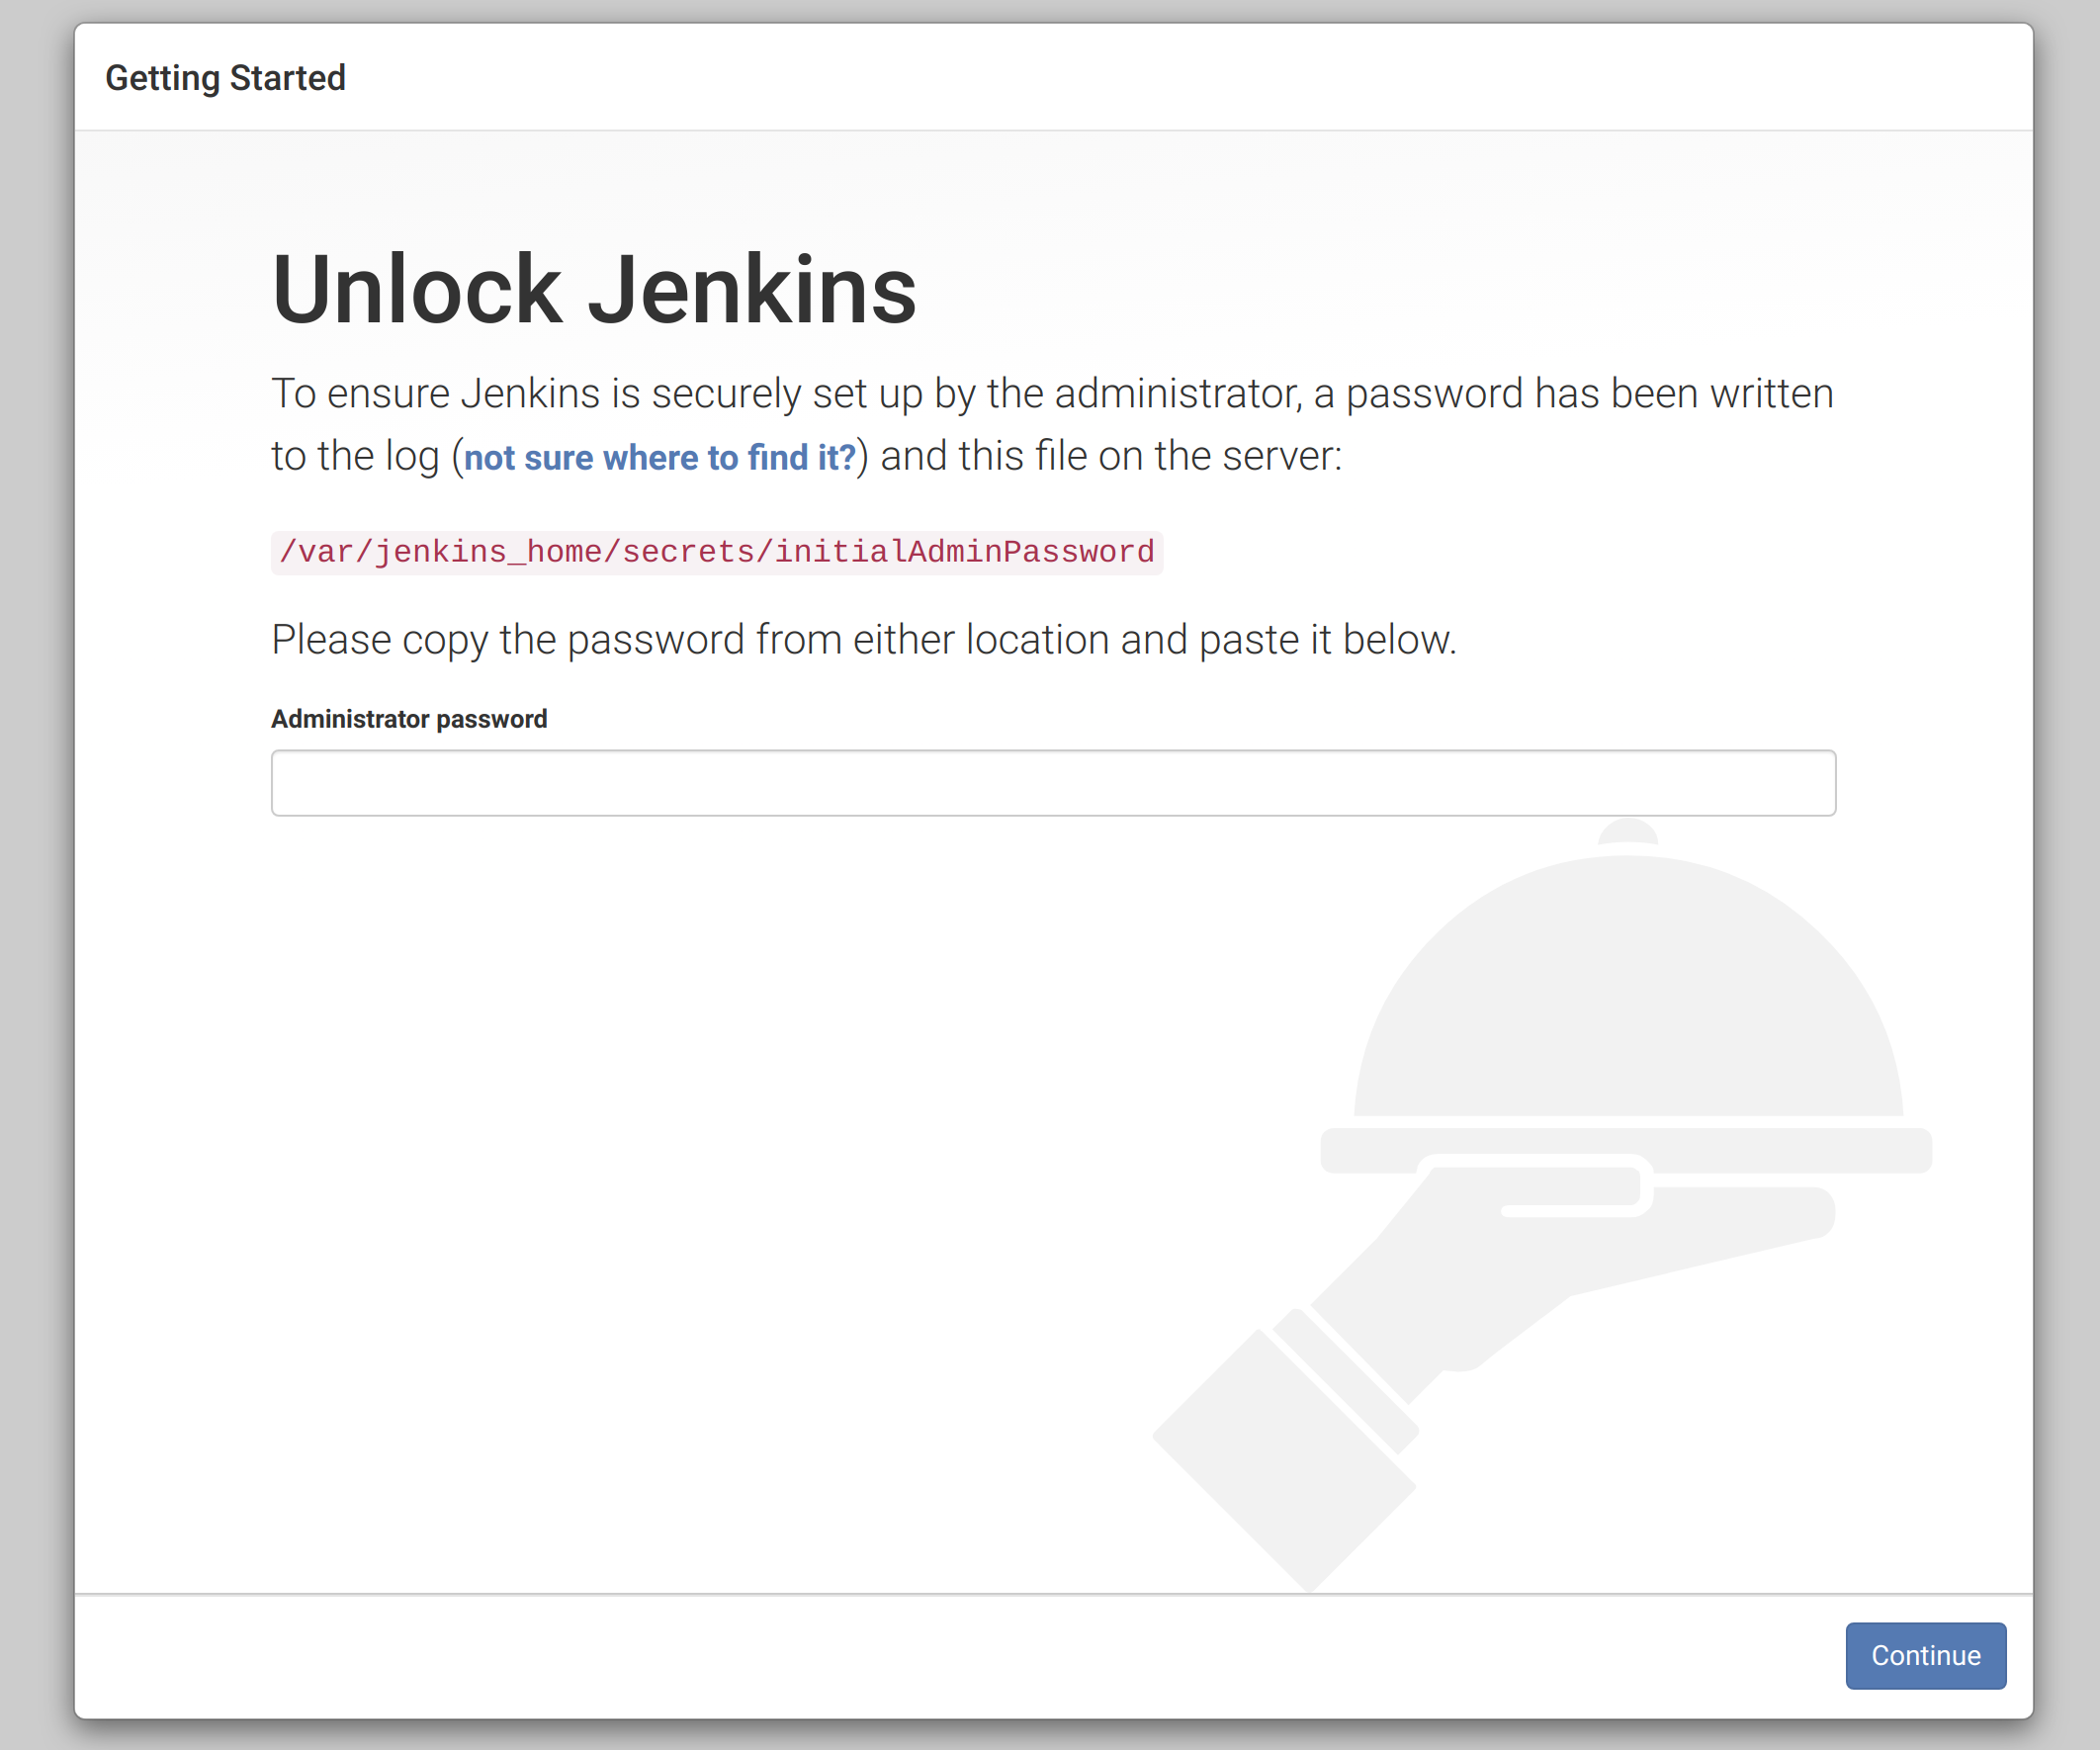 Getting Started
Unlock Jenkins
To ensure Jenkins is securely set up by the administrator, a password has been written
to the log (not sure where to find it?) and this file on the server:
/var/jenkins_home/secrets/initialAdminPassword
Please copy the password from either location and paste it below.
Administrator password
Continue